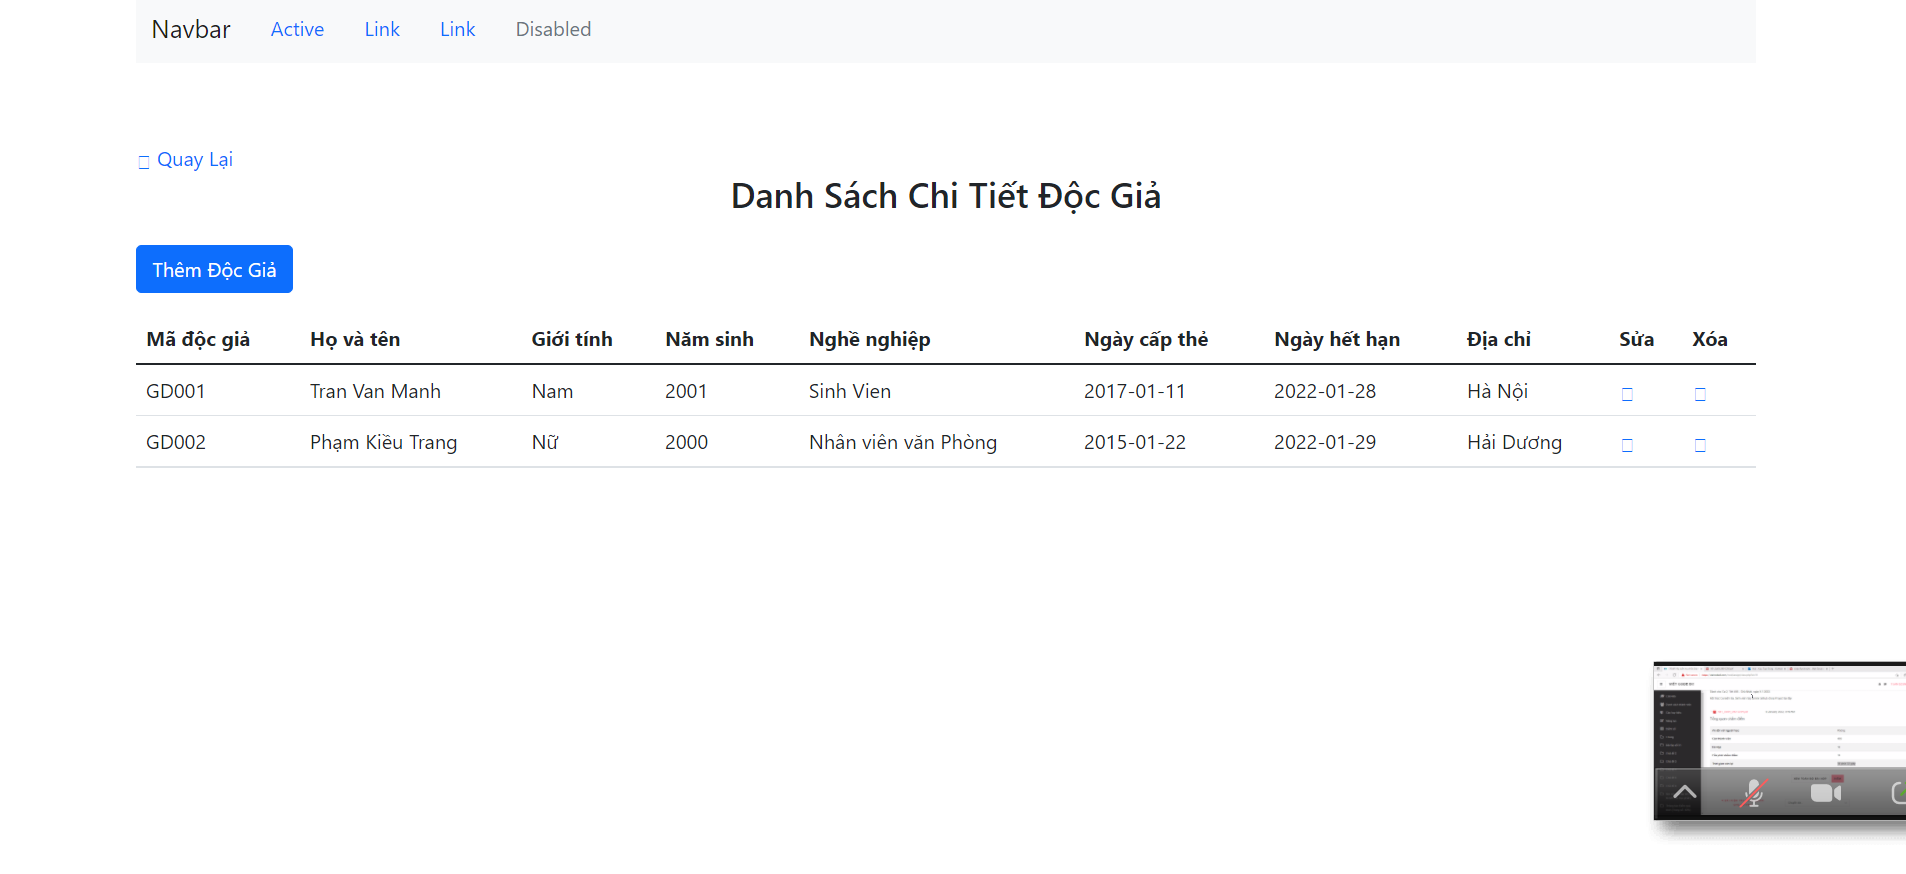 Navbar Active Link Link Disabled
Quay Lại
Danh Sách Chi Tiết Độc Giả
Thêm Độc Giả
Mã độc giả Họ và tên Giới tính Năm sinh Nghề nghiệp Ngày cấp thẻ Ngày hết hạn Địa chỉ Sửa Xóa
GD001 Tran Van Manh Nam 2001 Sinh Vien 2017-01-11 2022-01-28 Hà Nội
GD002 Phạm Kiều Trang Nữ 2000 Nhân viên văn Phòng 2015-01-22 2022-01-29 Hải Dương